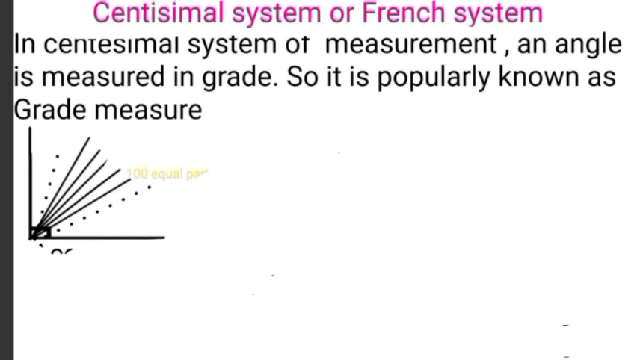 Centisimal system or French system
In centesimal system of measurement , an angle
is measured in grade. So it is popularly known as
Grade measure
100 equal